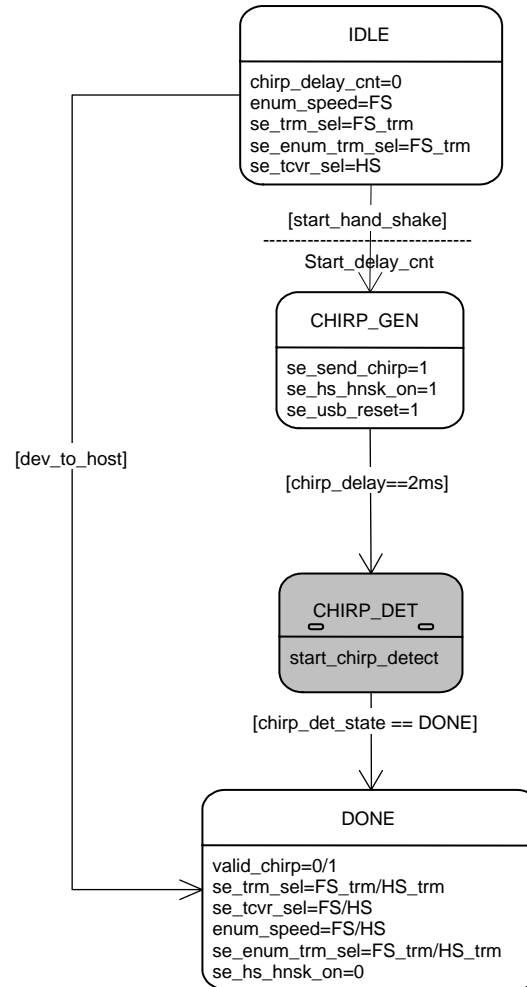 IDLE
chirp_delay_cnt=0
enum_speed=FS
se_trm_sel=FS_trm
se_enum_trm_sel=FS_trm
se_tcvr_sel=HS
[start_hand_shake]
Start_delay_cnt
CHIRP_GEN
se_send_chirp=1
se_hs_hnsk_on=1
se_usb_reset=1
[dev_to_host]
[chirp_delay==2ms]
CHIRP_DET
start_chirp_detect
[chirp_det_state == DONE]
DONE
valid_chirp=0/1
se_trm_sel=FS_trm/HS_trm
se_tcvr_sel=FS/HS
enum_speed=FS/HS
se_enum_trm_sel=FS_trm/HS_trm
se_hs_hnsk_on=0